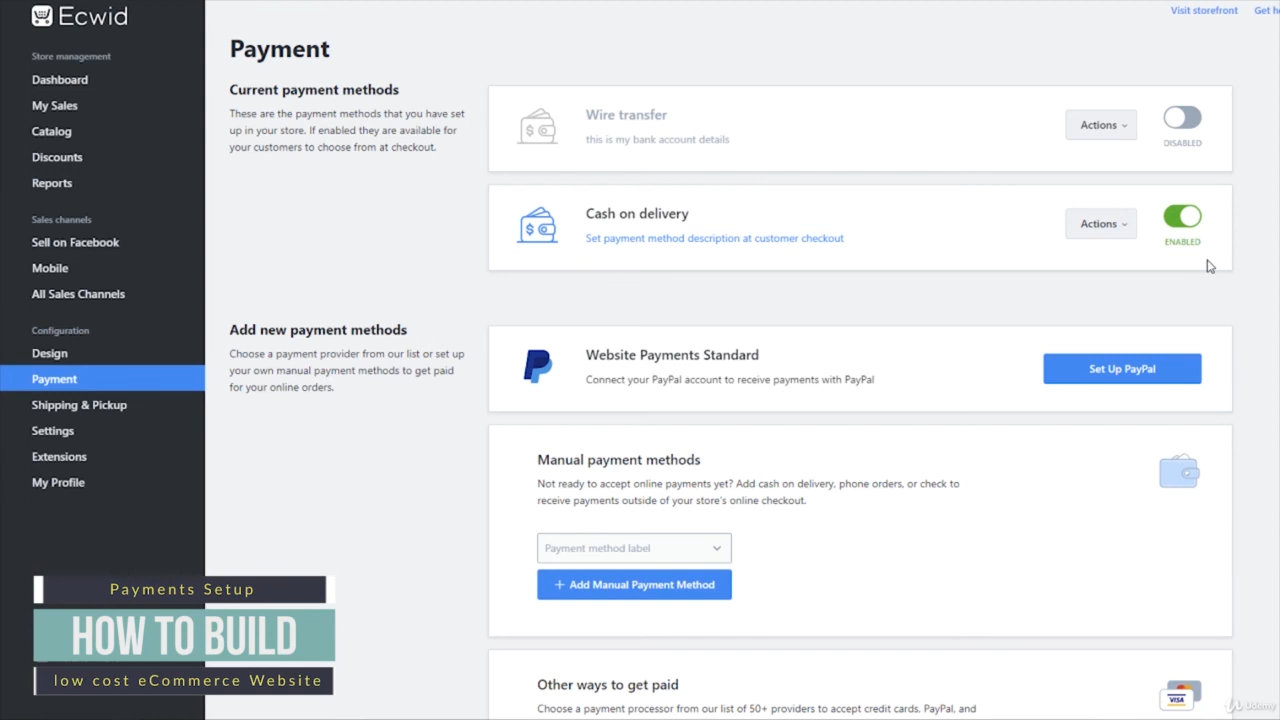 Ecwid
Visit storefront
Get
Store management
Dashboard
My Sales
Catalog
Discounts
Reports
Sales channels
Sell on Facebook
Mobile
All Sales Channels
Configuration
Design
Payment
Shipping & Pickup
Settings
Extensions
My Profile
Payment
Current payment methods
These are the payment methods that you have set
up in your store. If enabled they are available for
your customers to choose from at checkout.
Wire transfer
this is my bank account details
Actions
DISABLED
Cash on delivery
Set payment method description at customer checkout
Actions
ENABLED
Add new payment methods
Choose a payment provider from our list or set up
your own manual payment methods to get paid
for your online orders.
Website Payments Standard
Connect your PayPal account to receive payments with PayPal
Set Up PayPal
Manual payment methods
Not ready to accept online payments yet? Add cash on delivery, phone orders, or check to
receive payments outside of your store's online checkout.
Payment method label
+ Add Manual Payment Method
Other ways to get paid
Choose a payment processor from our list of 50+ providers to accept credit cards, PayPal, and
VISA
Payments Setup
HOW TO BUILD
low cost eCommerce Website
Udemy